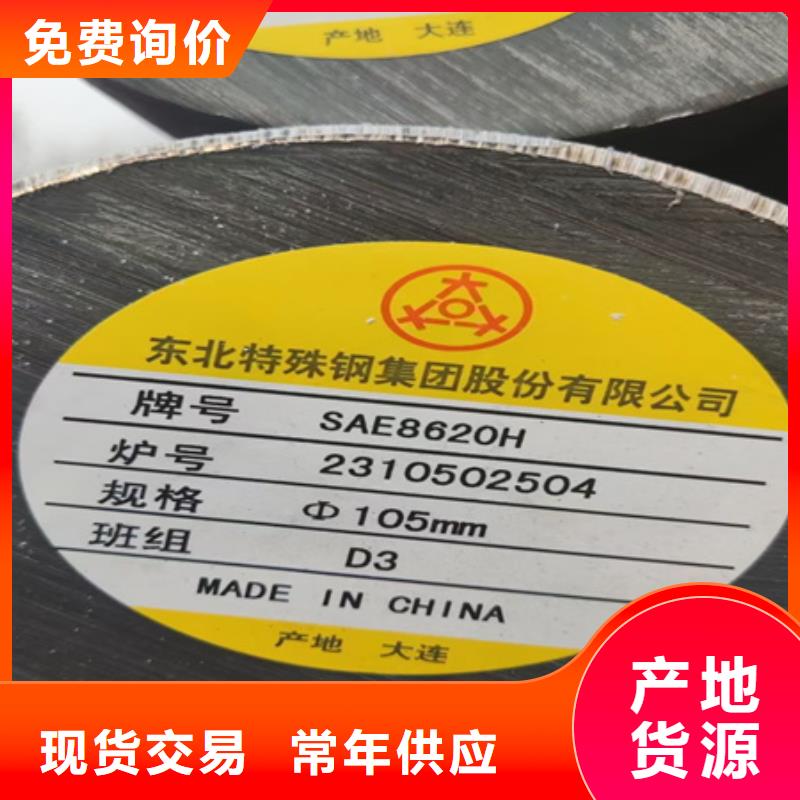 免费询价
产地 大连
东北特殊钢集团股份有限公司
牌号 SAE8620H
炉号 2310502504
规格 Φ105mm
班组 D3
MADE IN CHINA
产地 大连
产地
货源
现货交易 常年供应